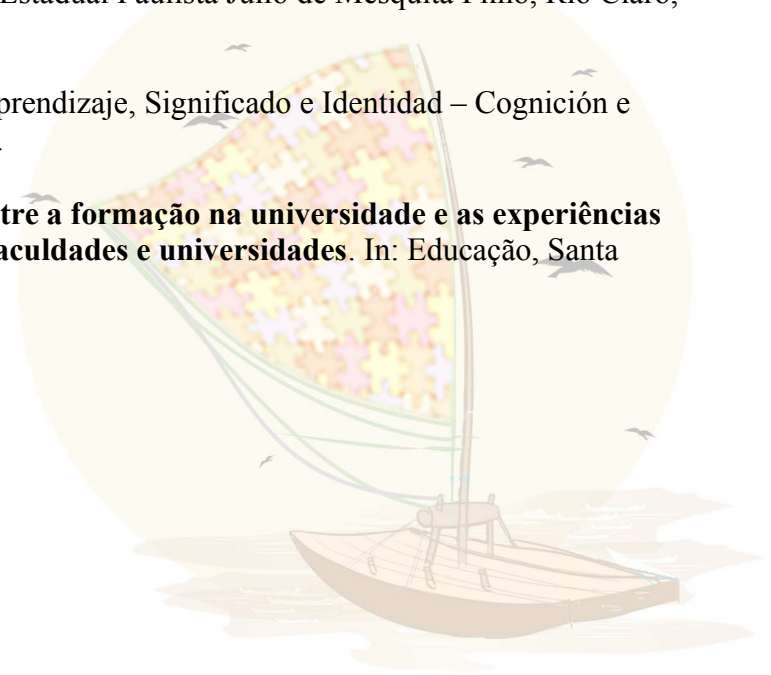 Estadual Paulista Júlio de Mesquita Filho, Rio Claro,
prendizaje, Significado e Identidad – Cognición e
tre a formação na universidade e as experiências
aculdades e universidades. In: Educação, Santa